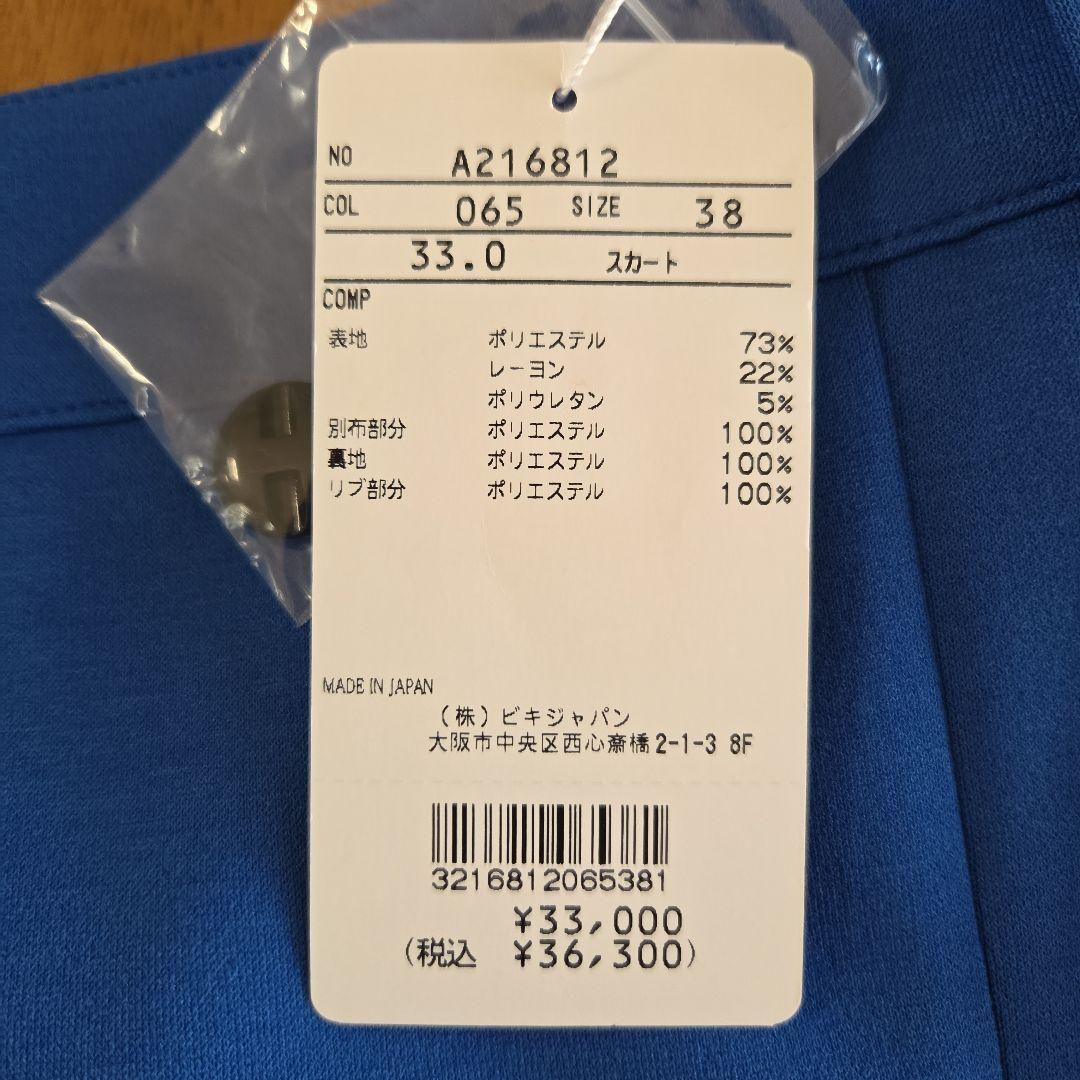 NO A216812
COL 065 SIZE 38
33.0 スカート
COMP
表地 ポリエステル 73%
レーヨン 22%
ポリウレタン 5%
別布部分 ポリエステル 100%
裏地 ポリエステル 100%
リブ部分 ポリエステル 100%
MADE IN JAPAN
(株)ビキジャパン
大阪市中央区西心斎橋2-1-3 8F
3216812065381
¥33,000
(税込 ¥36,300)